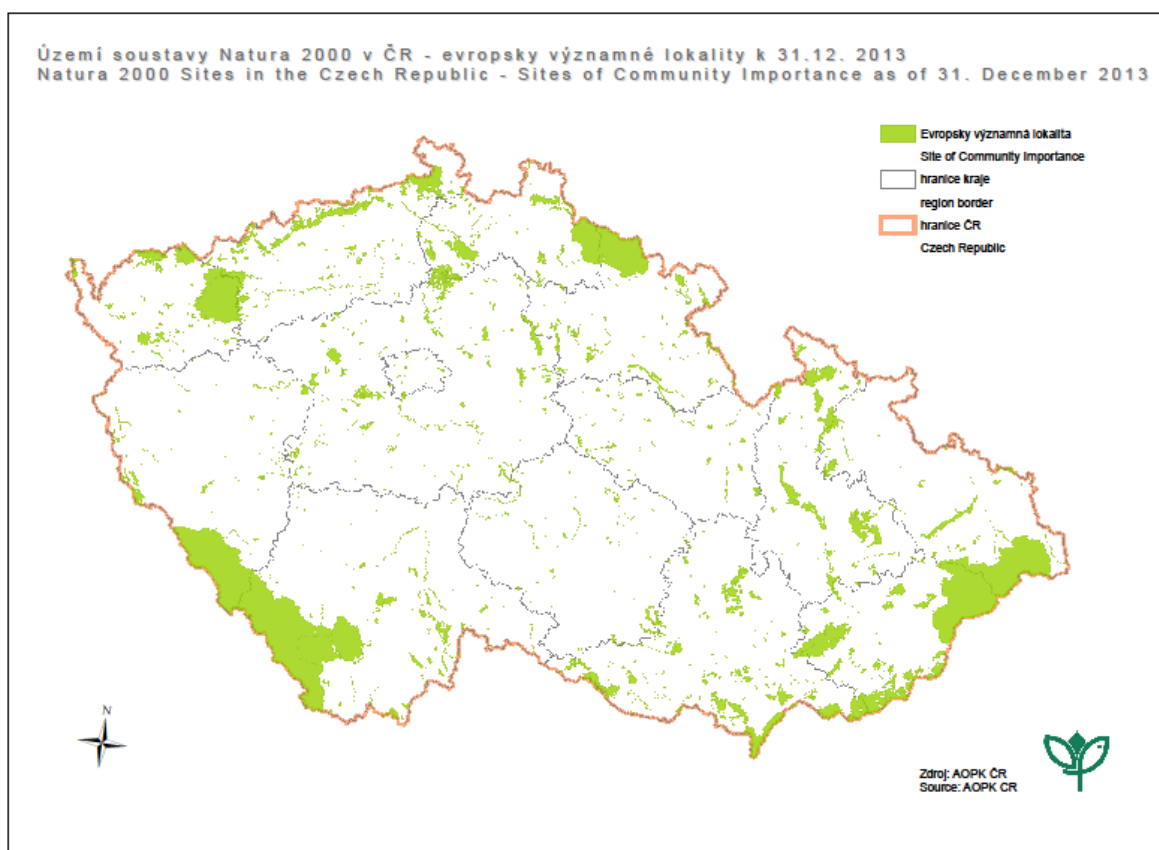 Území soustavy Natura 2000 v ČR - evropsky významné lokality k 31.12. 2013
Natura 2000 Sites in the Czech Republic - Sites of Community Importance as of 31. December 2013
Evropsky významná lokalita
Site of Community Importance
hranice kraje
region border
hranice ČR
Czech Republic
N
Zdroj: AOPK ČR
Source: AOPK CR